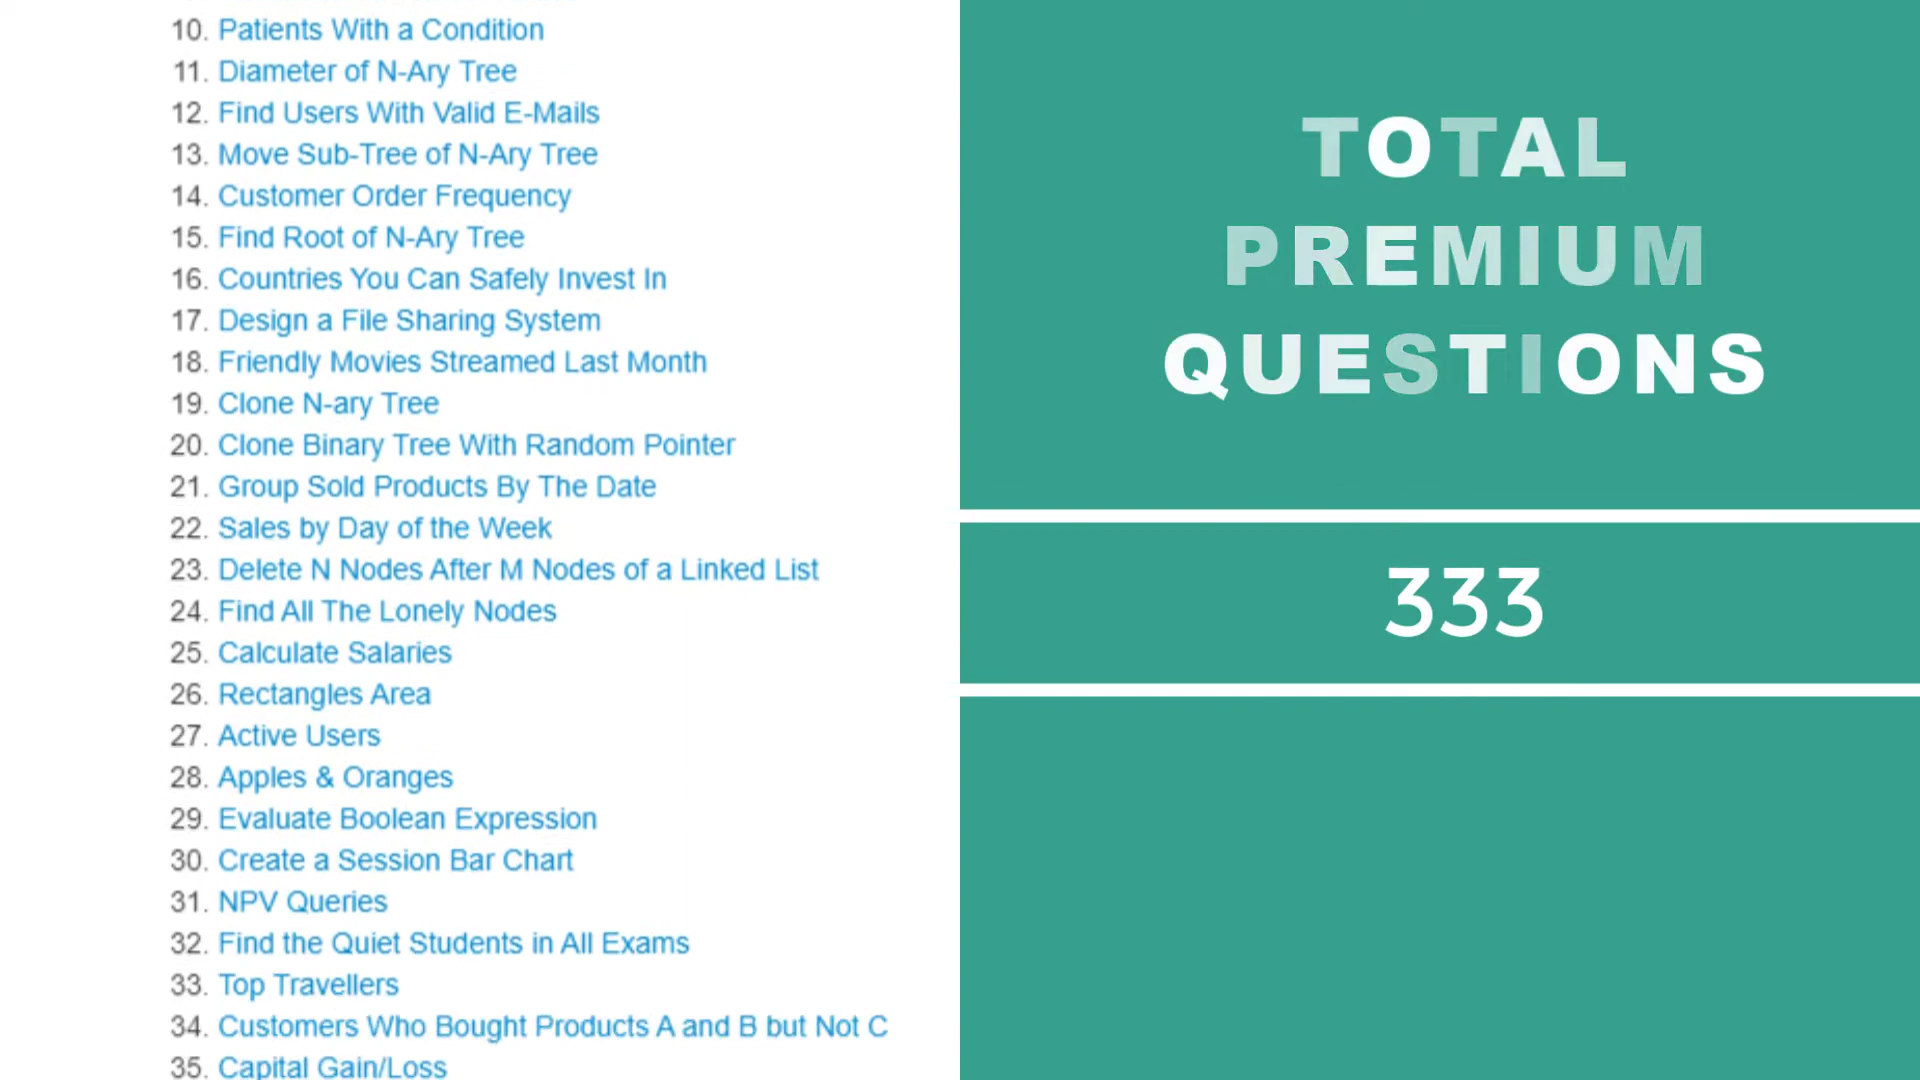 10. Patients With a Condition
11. Diameter of N-Ary Tree
12. Find Users With Valid E-Mails
13. Move Sub-Tree of N-Ary Tree
14. Customer Order Frequency
15. Find Root of N-Ary Tree
16. Countries You Can Safely Invest In
17. Design a File Sharing System
18. Friendly Movies Streamed Last Month
19. Clone N-ary Tree
20. Clone Binary Tree With Random Pointer
21. Group Sold Products By The Date
22. Sales by Day of the Week
23. Delete N Nodes After M Nodes of a Linked List
24. Find All The Lonely Nodes
25. Calculate Salaries
26. Rectangles Area
27. Active Users
28. Apples & Oranges
29. Evaluate Boolean Expression
30. Create a Session Bar Chart
31. NPV Queries
32. Find the Quiet Students in All Exams
33. Top Travellers
34. Customers Who Bought Products A and B but Not C
35. Capital Gain/Loss
TOTAL
PREMIUM
QUESTIONS
333